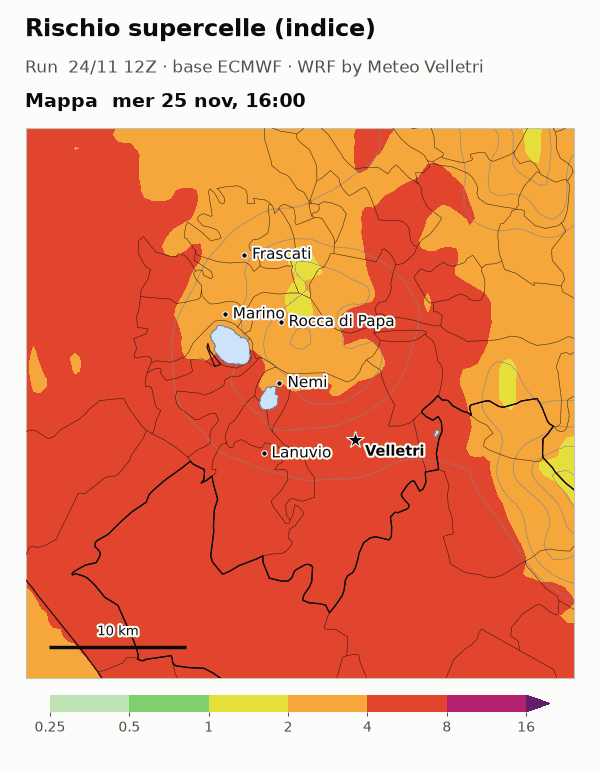 Rischio supercelle (indice)
Run 24/11 12Z · base ECMWF · WRF by Meteo Velletri
Mappa mer 25 nov, 16:00
Frascati
Marino
Rocca di Papa
Nemi
Velletri
Lanuvio
10 km
0.25 0.5 1 2 4 8 16